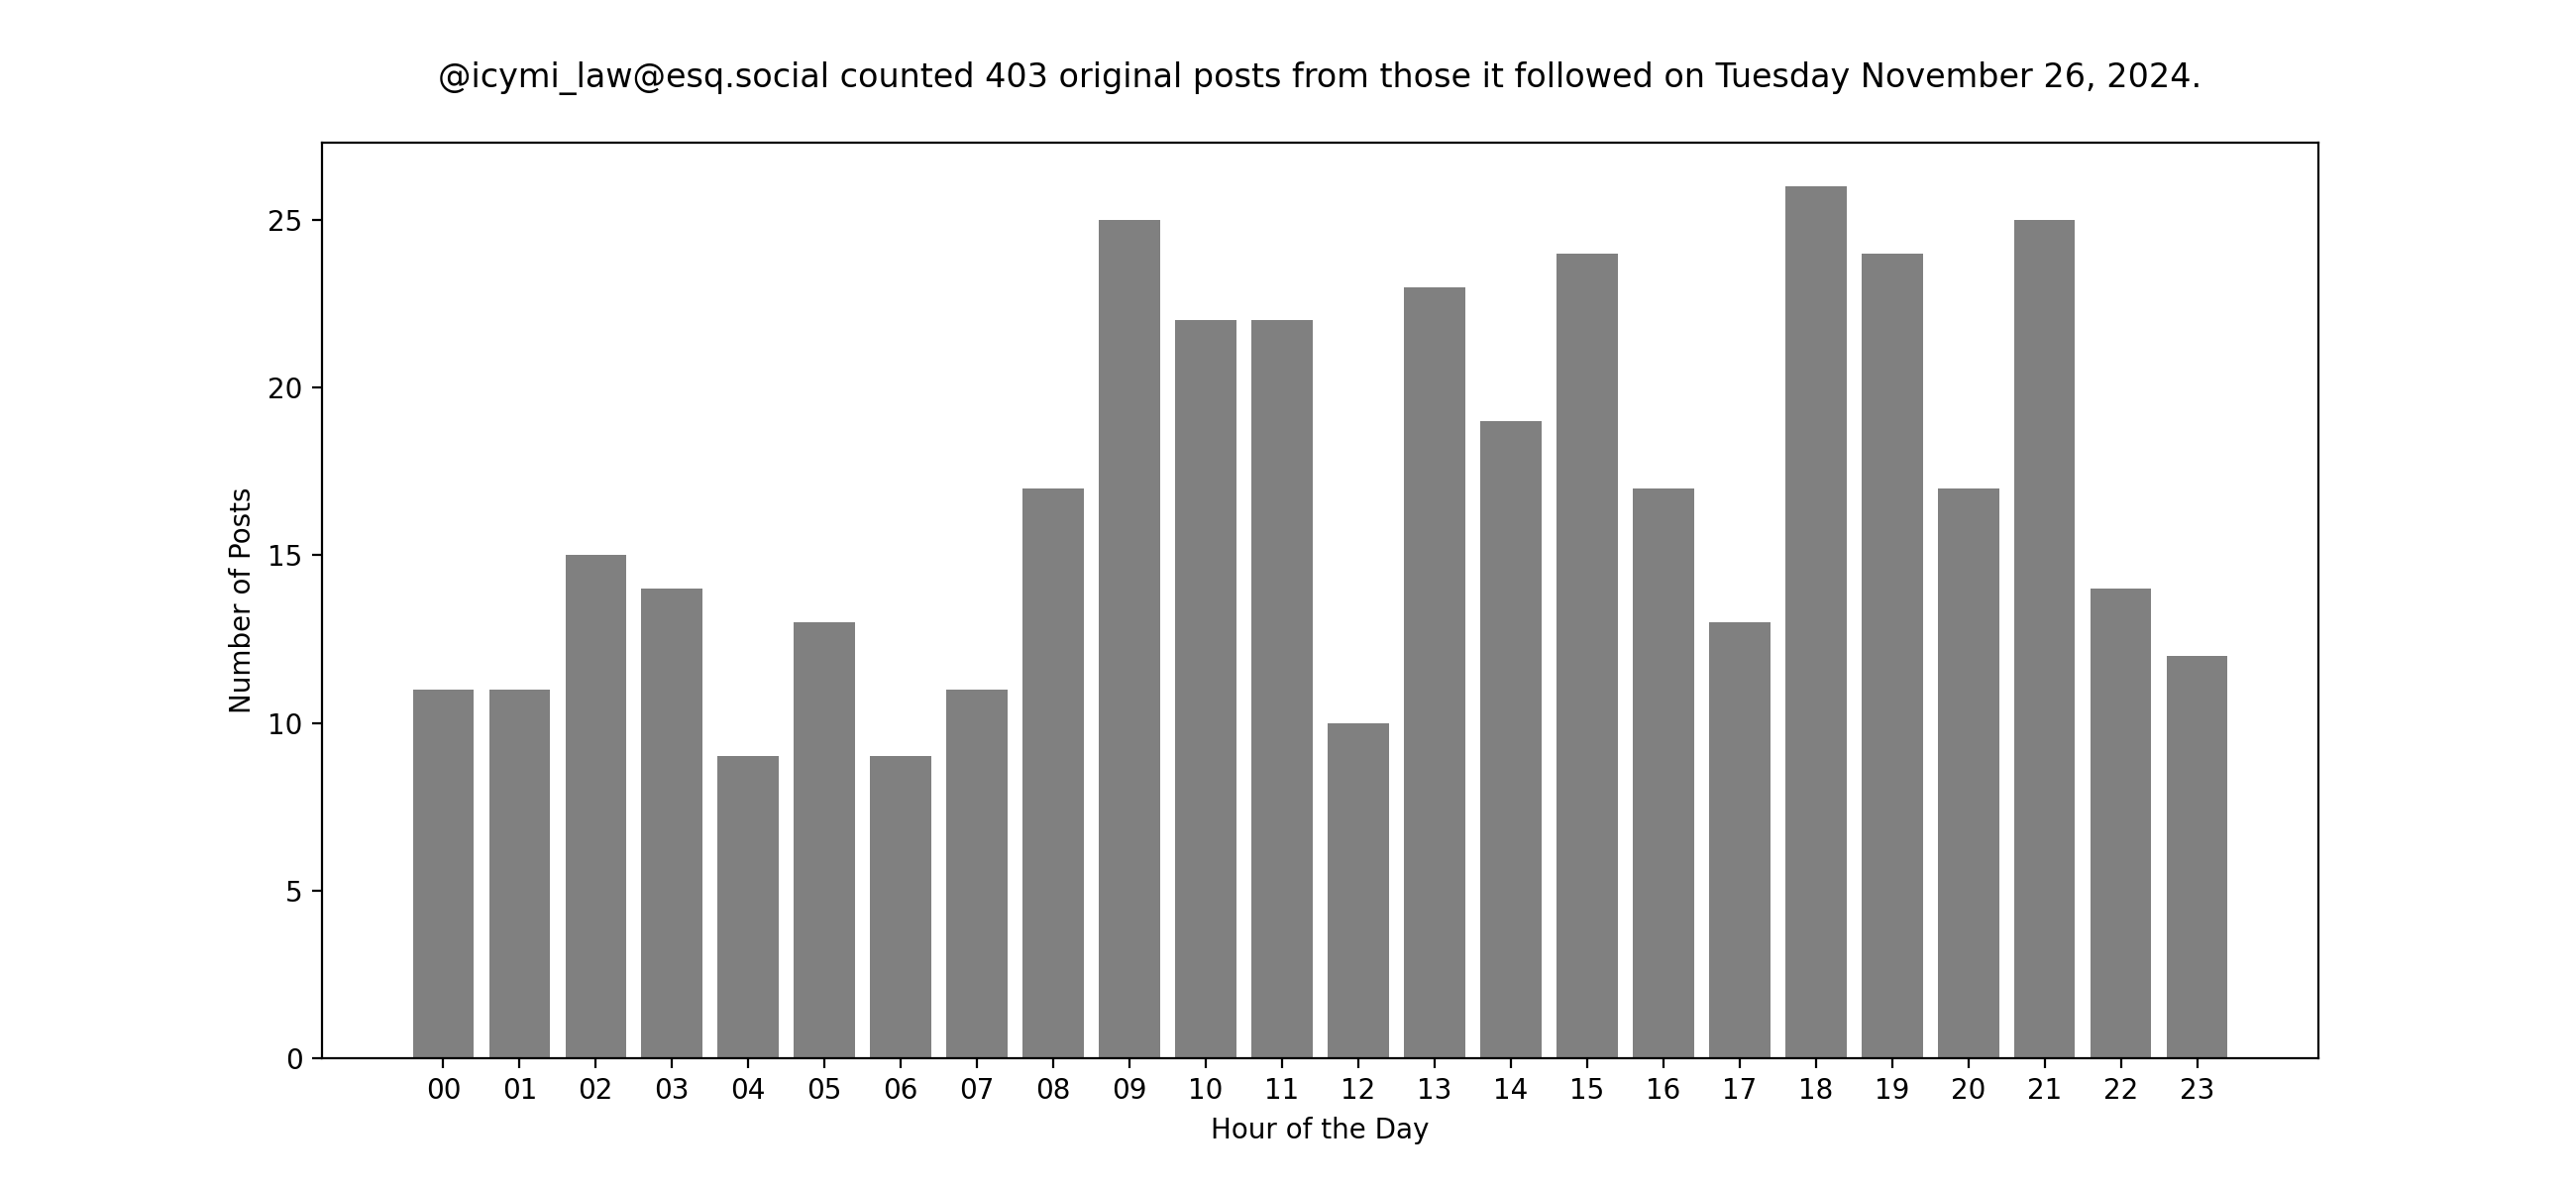 @icymi_law@esq.social counted 403 original posts from those it followed on Tuesday November 26, 2024.
25
20
15
10
5
0
Number of Posts
00 01 02 03 04 05 06 07 08 09 10 11 12 13 14 15 16 17 18 19 20 21 22 23
Hour of the Day